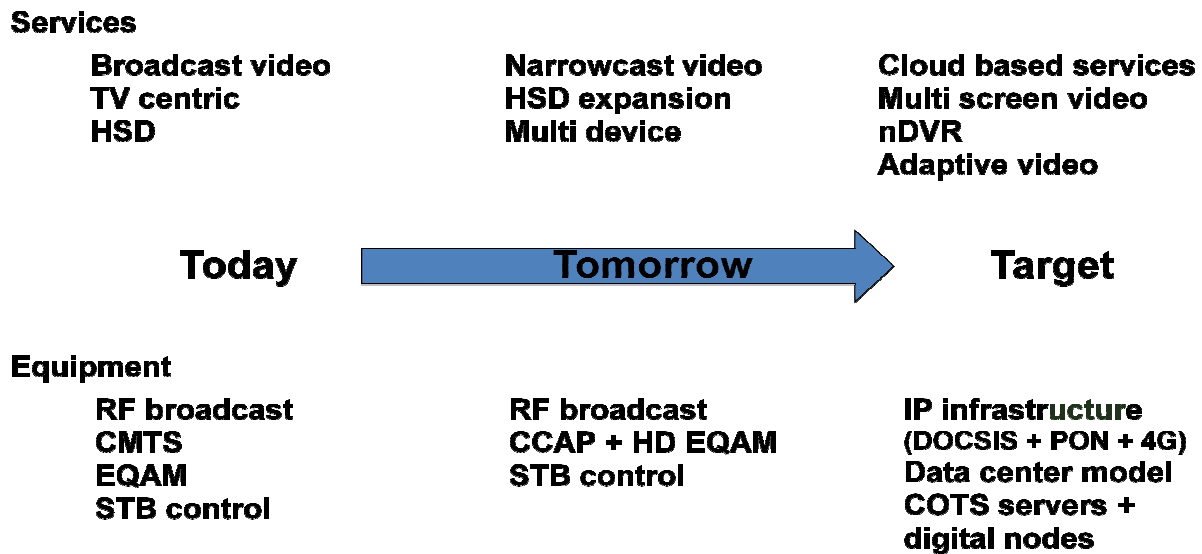 Services
Broadcast video
TV centric
HSD
Narrowcast video
HSD expansion
Multi device
Cloud based services
Multi screen video
nDVR
Adaptive video
Today
Tomorrow
Target
Equipment
RF broadcast
CMTS
EQAM
STB control
RF broadcast
CCAP + HD EQAM
STB control
IP infrastructure
(DOCSIS + PON + 4G)
Data center model
COTS servers +
digital nodes